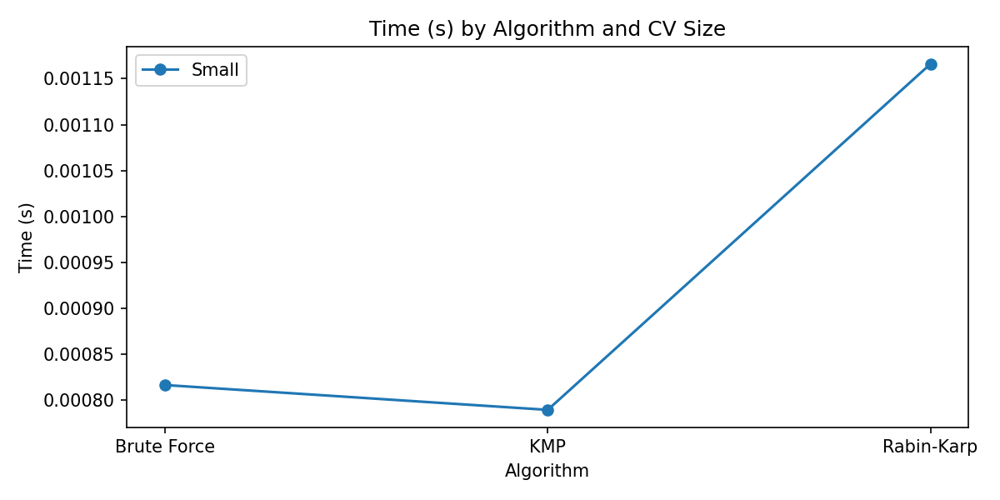 Time (s) by Algorithm and CV Size
Small
0.00115
0.00110
0.00105
0.00100
0.00095
0.00090
0.00085
0.00080
Time (s)
Brute Force
KMP
Rabin-Karp
Algorithm